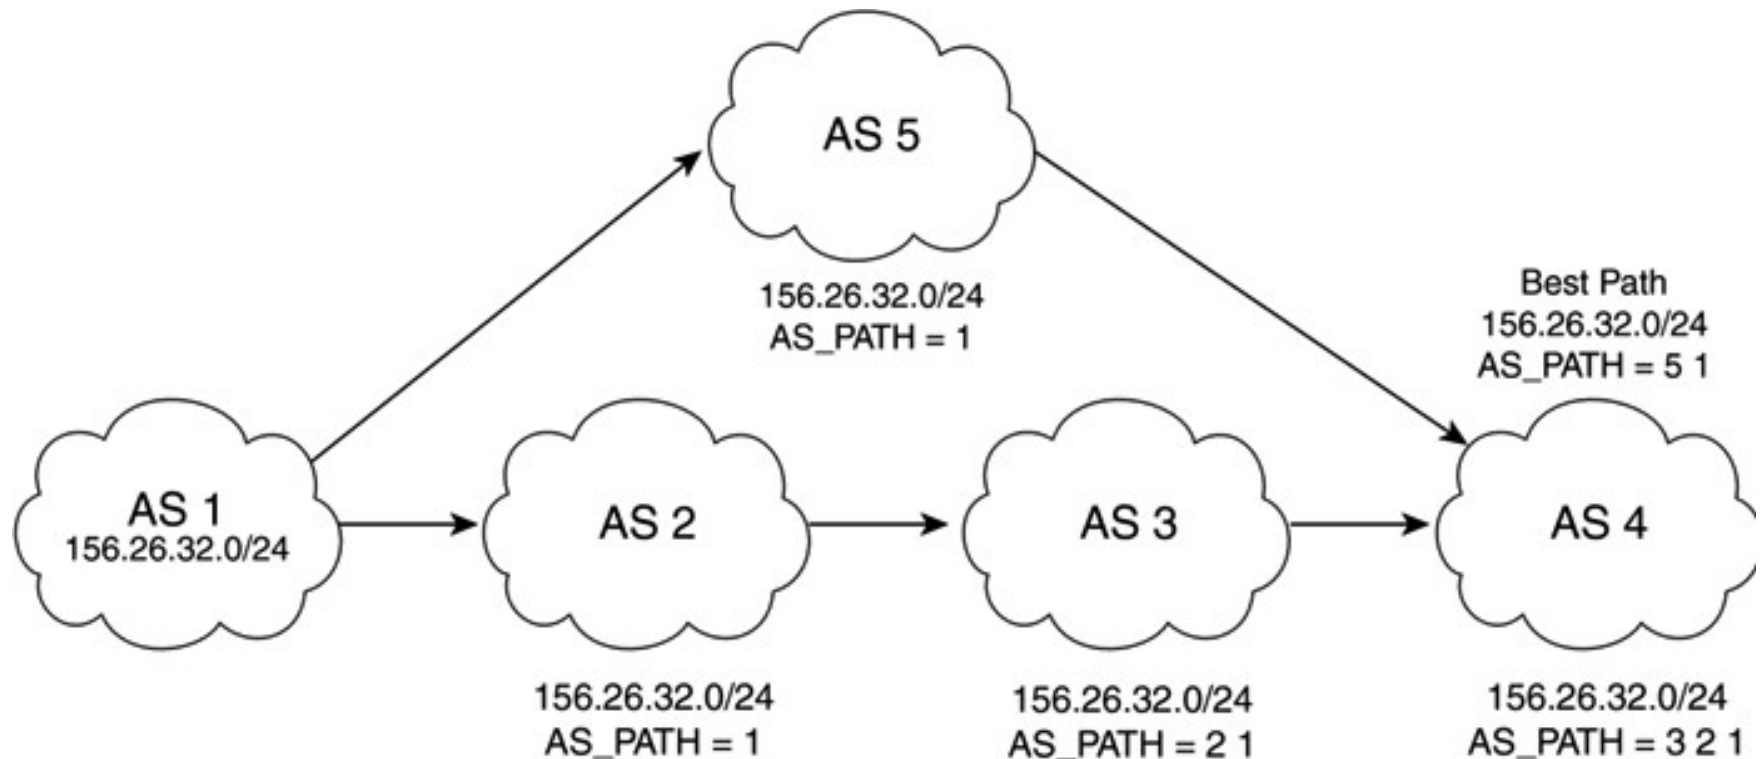 AS 5
156.26.32.0/24
AS_PATH = 1
Best Path
156.26.32.0/24
AS_PATH = 5 1
AS 1
156.26.32.0/24
AS 2
AS 3
AS 4
156.26.32.0/24
AS_PATH = 1
156.26.32.0/24
AS_PATH = 2 1
156.26.32.0/24
AS_PATH = 3 2 1